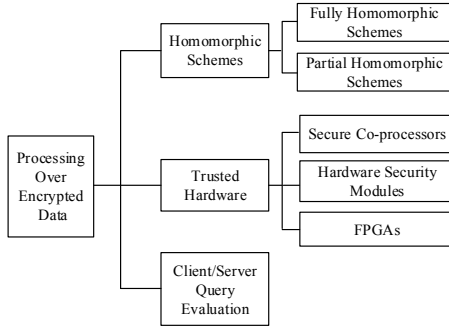 Processing
Over
Encrypted
Data
Homomorphic
Schemes
Fully Homomorphic
Schemes
Partial Homomorphic
Schemes
Trusted
Hardware
Secure Co-processors
Hardware Security
Modules
FPGAs
Client/Server
Query
Evaluation